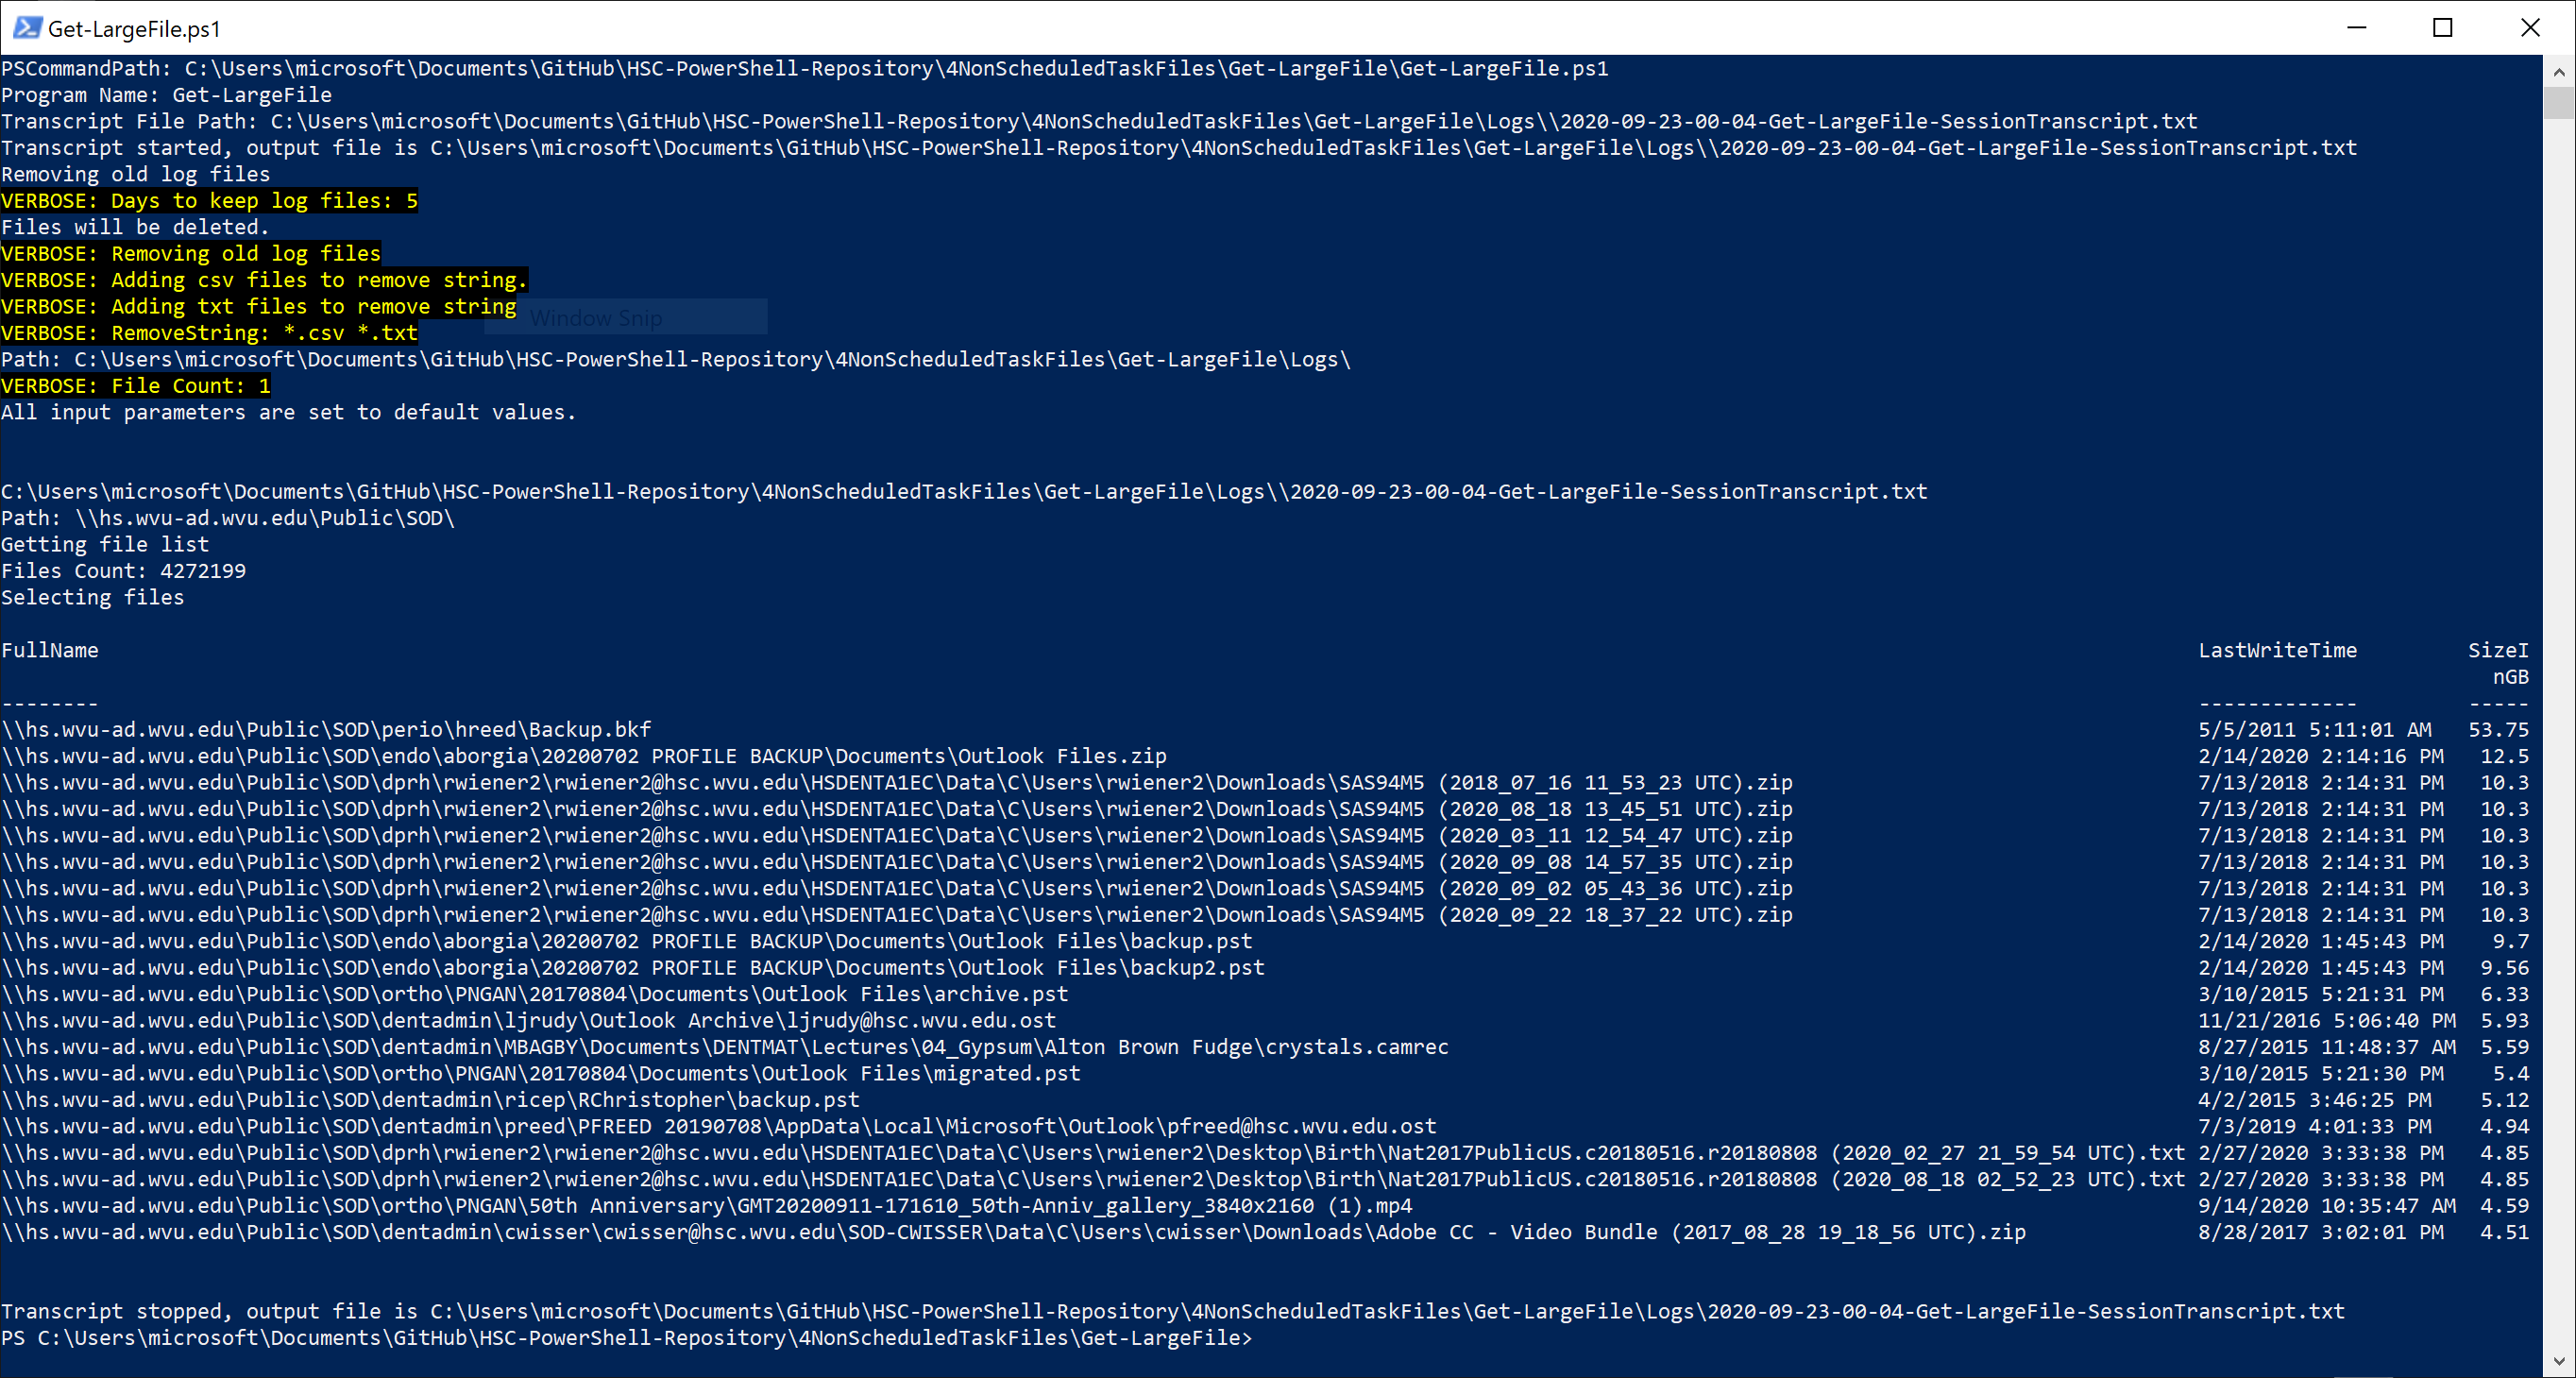 Get-LargeFile.ps1
PSCommandPath: C:\Users\microsoft\Documents\GitHub\HSC-PowerShell-Repository\4NonScheduledTaskFiles\Get-LargeFile\Get-LargeFile.ps1
Program Name: Get-LargeFile
Transcript File Path: C:\Users\microsoft\Documents\GitHub\HSC-PowerShell-Repository\4NonScheduledTaskFiles\Get-LargeFile\Logs\\2020-09-23-00-04-Get-LargeFile-SessionTranscript.txt
Transcript started, output file is C:\Users\microsoft\Documents\GitHub\HSC-PowerShell-Repository\4NonScheduledTaskFiles\Get-LargeFile\Logs\\2020-09-23-00-04-Get-LargeFile-SessionTranscript.txt
Removing old log files
VERBOSE: Days to keep log files: 5
Files will be deleted.
VERBOSE: Removing old log files
VERBOSE: Adding csv files to remove string.
VERBOSE: Adding txt files to remove string
Window Snip
VERBOSE: RemoveString: *.csv *.txt
Path: C:\Users\microsoft\Documents\GitHub\HSC-PowerShell-Repository\4NonScheduledTaskFiles\Get-LargeFile\Logs\
VERBOSE: File Count: 1
All input parameters are set to default values.
C:\Users\microsoft\Documents\GitHub\HSC-PowerShell-Repository\4NonScheduledTaskFiles\Get-LargeFile\Logs\\2020-09-23-00-04-Get-LargeFile-SessionTranscript.txt
Path: \\hs.wvu-ad.wvu.edu\Public\SOD\
Getting file list
Files Count: 4272199
Selecting files
FullName LastWriteTime SizeI
nGB
-------- ------------- -----
\\hs.wvu-ad.wvu.edu\Public\SOD\perio\hreed\Backup.bkf 5/5/2011 5:11:01 AM 53.75
\\hs.wvu-ad.wvu.edu\Public\SOD\endo\aborgia\20200702 PROFILE BACKUP\Documents\Outlook Files.zip 2/14/2020 2:14:16 PM 12.5
\\hs.wvu-ad.wvu.edu\Public\SOD\dprh\rwiener2\rwiener2@hsc.wvu.edu\HSDENTA1EC\Data\C\Users\rwiener2\Downloads\SAS94M5 (2018_07_16 11_53_23 UTC).zip 7/13/2018 2:14:31 PM 10.3
\\hs.wvu-ad.wvu.edu\Public\SOD\dprh\rwiener2\rwiener2@hsc.wvu.edu\HSDENTA1EC\Data\C\Users\rwiener2\Downloads\SAS94M5 (2020_08_18 13_45_51 UTC).zip 7/13/2018 2:14:31 PM 10.3
\\hs.wvu-ad.wvu.edu\Public\SOD\dprh\rwiener2\rwiener2@hsc.wvu.edu\HSDENTA1EC\Data\C\Users\rwiener2\Downloads\SAS94M5 (2020_03_11 12_54_47 UTC).zip 7/13/2018 2:14:31 PM 10.3
\\hs.wvu-ad.wvu.edu\Public\SOD\dprh\rwiener2\rwiener2@hsc.wvu.edu\HSDENTA1EC\Data\C\Users\rwiener2\Downloads\SAS94M5 (2020_09_08 14_57_35 UTC).zip 7/13/2018 2:14:31 PM 10.3
\\hs.wvu-ad.wvu.edu\Public\SOD\dprh\rwiener2\rwiener2@hsc.wvu.edu\HSDENTA1EC\Data\C\Users\rwiener2\Downloads\SAS94M5 (2020_09_02 05_43_36 UTC).zip 7/13/2018 2:14:31 PM 10.3
\\hs.wvu-ad.wvu.edu\Public\SOD\dprh\rwiener2\rwiener2@hsc.wvu.edu\HSDENTA1EC\Data\C\Users\rwiener2\Downloads\SAS94M5 (2020_09_22 18_37_22 UTC).zip 7/13/2018 2:14:31 PM 10.3
\\hs.wvu-ad.wvu.edu\Public\SOD\endo\aborgia\20200702 PROFILE BACKUP\Documents\Outlook Files\backup.pst 2/14/2020 1:45:43 PM 9.7
\\hs.wvu-ad.wvu.edu\Public\SOD\endo\aborgia\20200702 PROFILE BACKUP\Documents\Outlook Files\backup2.pst 2/14/2020 1:45:43 PM 9.56
\\hs.wvu-ad.wvu.edu\Public\SOD\ortho\PNGAN\20170804\Documents\Outlook Files\archive.pst 3/10/2015 5:21:31 PM 6.33
\\hs.wvu-ad.wvu.edu\Public\SOD\dentadmin\ljrudy\Outlook Archive\ljrudy@hsc.wvu.edu.ost 11/21/2016 5:06:40 PM 5.93
\\hs.wvu-ad.wvu.edu\Public\SOD\dentadmin\MBAGBY\Documents\DENTMAT\Lectures\04_Gypsum\Alton Brown Fudge\crystals.camrec 8/27/2015 11:48:37 AM 5.59
\\hs.wvu-ad.wvu.edu\Public\SOD\ortho\PNGAN\20170804\Documents\Outlook Files\migrated.pst 3/10/2015 5:21:30 PM 5.4
\\hs.wvu-ad.wvu.edu\Public\SOD\dentadmin\ricep\RChristopher\backup.pst 4/2/2015 3:46:25 PM 5.12
\\hs.wvu-ad.wvu.edu\Public\SOD\dentadmin\preed\PFREED 20190708\AppData\Local\Microsoft\Outlook\pfreed@hsc.wvu.edu.ost 7/3/2019 4:01:33 PM 4.94
\\hs.wvu-ad.wvu.edu\Public\SOD\dprh\rwiener2\rwiener2@hsc.wvu.edu\HSDENTA1EC\Data\C\Users\rwiener2\Desktop\Birth\Nat2017PublicUS.c20180516.r20180808 (2020_02_27 21_59_54 UTC).txt 2/27/2020 3:33:38 PM 4.85
\\hs.wvu-ad.wvu.edu\Public\SOD\dprh\rwiener2\rwiener2@hsc.wvu.edu\HSDENTA1EC\Data\C\Users\rwiener2\Desktop\Birth\Nat2017PublicUS.c20180516.r20180808 (2020_08_18 02_52_23 UTC).txt 2/27/2020 3:33:38 PM 4.85
\\hs.wvu-ad.wvu.edu\Public\SOD\ortho\PNGAN\50th Anniversary\GMT20200911-171610_50th-Anniv_gallery_3840x2160 (1).mp4 9/14/2020 10:35:47 AM 4.59
\\hs.wvu-ad.wvu.edu\Public\SOD\dentadmin\cwisser\cwisser@hsc.wvu.edu\SOD-CWISSER\Data\C\Users\cwisser\Downloads\Adobe CC - Video Bundle (2017_08_28 19_18_56 UTC).zip 8/28/2017 3:02:01 PM 4.51
Transcript stopped, output file is C:\Users\microsoft\Documents\GitHub\HSC-PowerShell-Repository\4NonScheduledTaskFiles\Get-LargeFile\Logs\2020-09-23-00-04-Get-LargeFile-SessionTranscript.txt
PS C:\Users\microsoft\Documents\GitHub\HSC-PowerShell-Repository\4NonScheduledTaskFiles\Get-LargeFile>